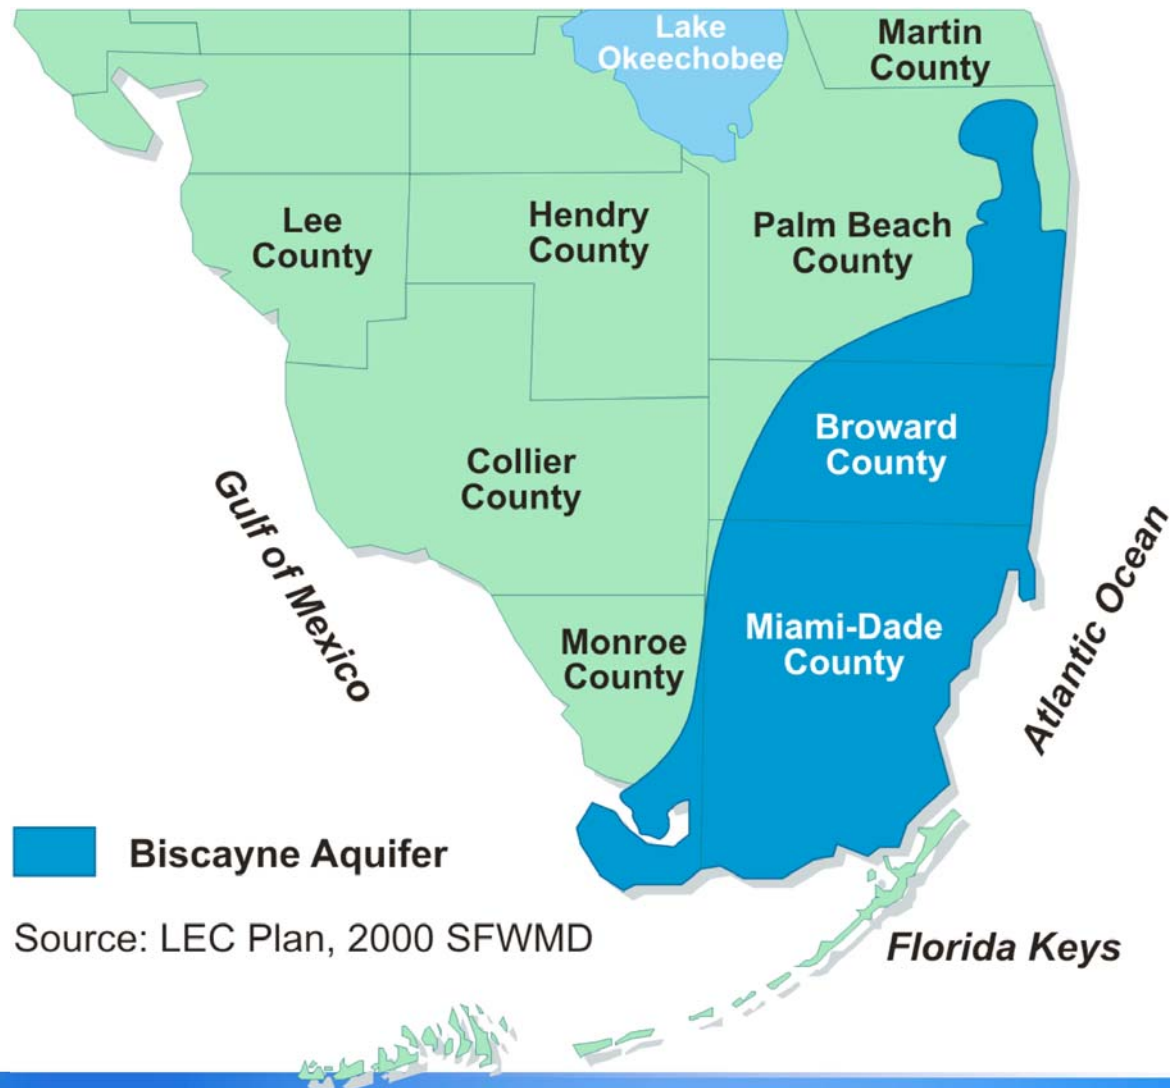 Lake
Okeechobee
Martin
County
Lee
County
Hendry
County
Palm Beach
County
Broward
County
Collier
County
Gulf of Mexico
Monroe
County
Miami-Dade
County
Atlantic Ocean
Biscayne Aquifer
Source: LEC Plan, 2000 SFWMD
Florida Keys